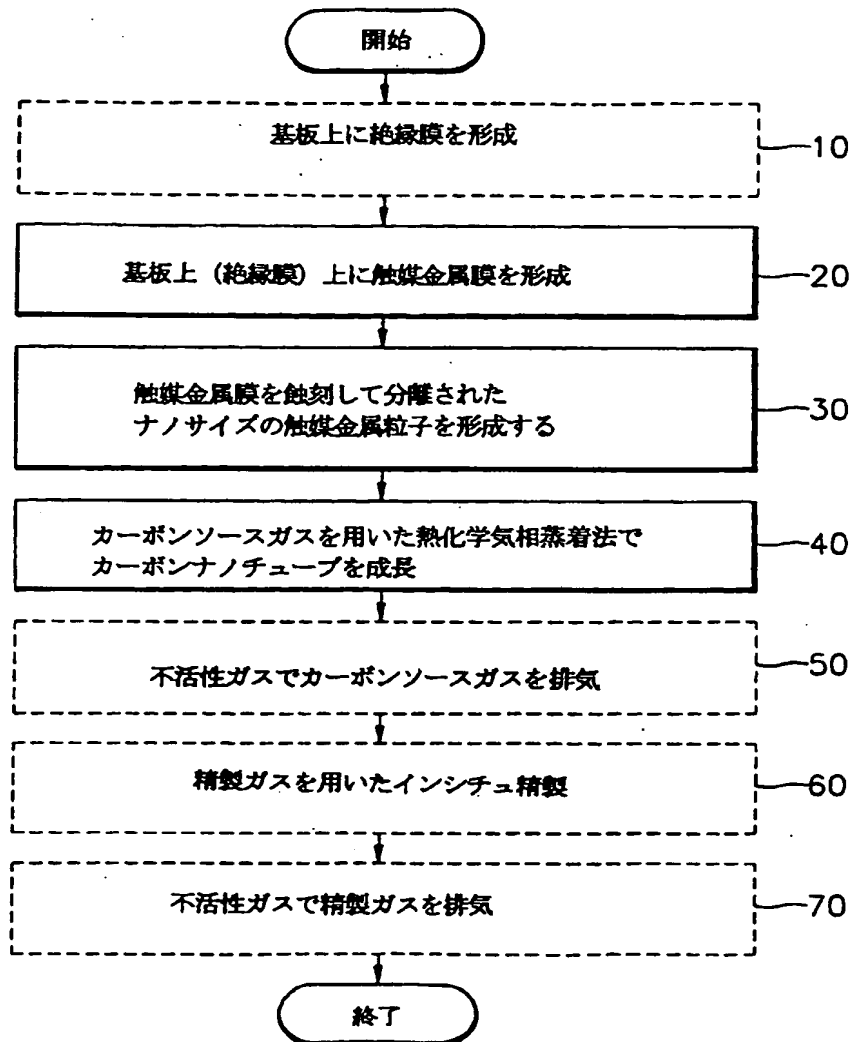 開始
基板上に絶縁膜を形成
10
基板上(絶縁膜)上に触媒金属膜を形成
20
触媒金属膜を蝕刻して分離された
ナノサイズの触媒金属粒子を形成する
30
カーボンソースガスを用いた熱化学気相蒸着法で
カーボンナノチューブを成長
40
不活性ガスでカーボンソースガスを排気
50
精製ガスを用いたインシチュ精製
60
不活性ガスで精製ガスを排気
70
終了